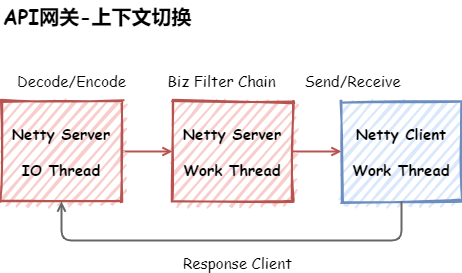 API网关-上下文切换
Decode/Encode
Biz Filter Chain
Send/Receive
Netty Server
IO Thread
Netty Server
Work Thread
Netty Client
Work Thread
Response Client